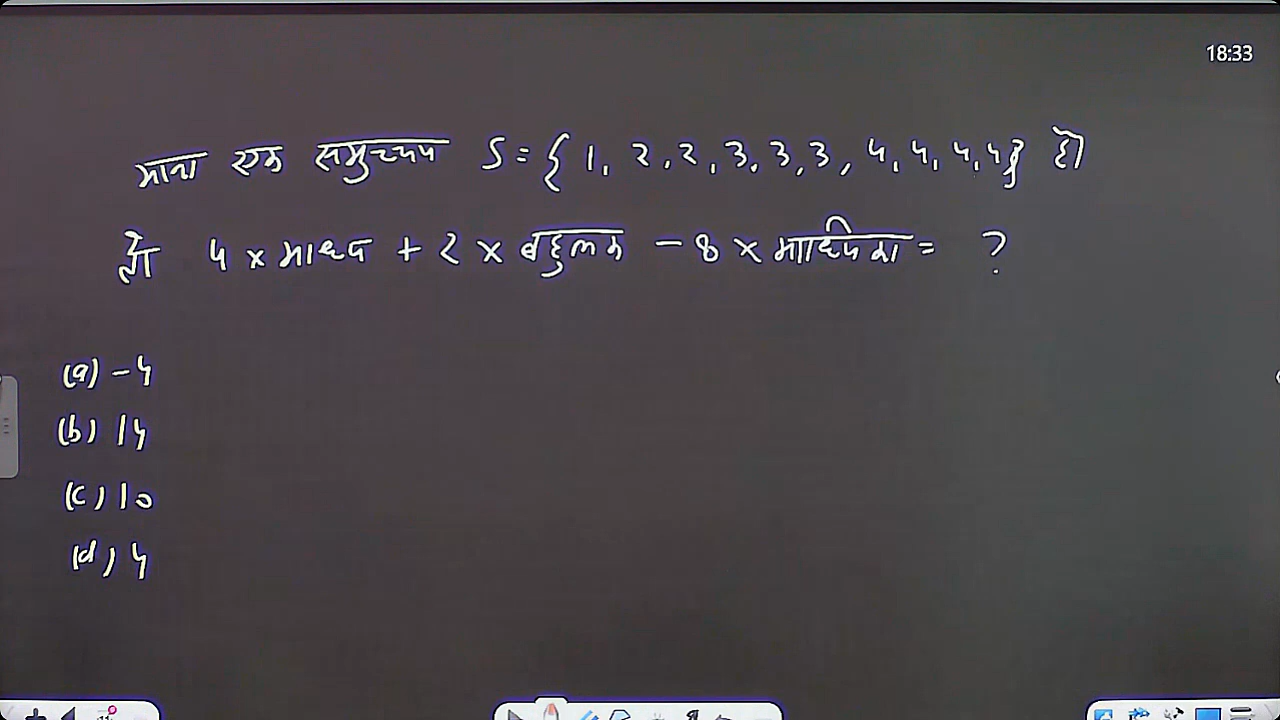 18:33
माना एक समुच्चय S = { 1, 2, 2, 3, 3, 3, 4, 4, 4, 4} हो
तो 4 × माध्य + 2 × बहुलक - 8 × माध्यिका = ?
(a) -4
(b) 14
(c) 10
(d) 4